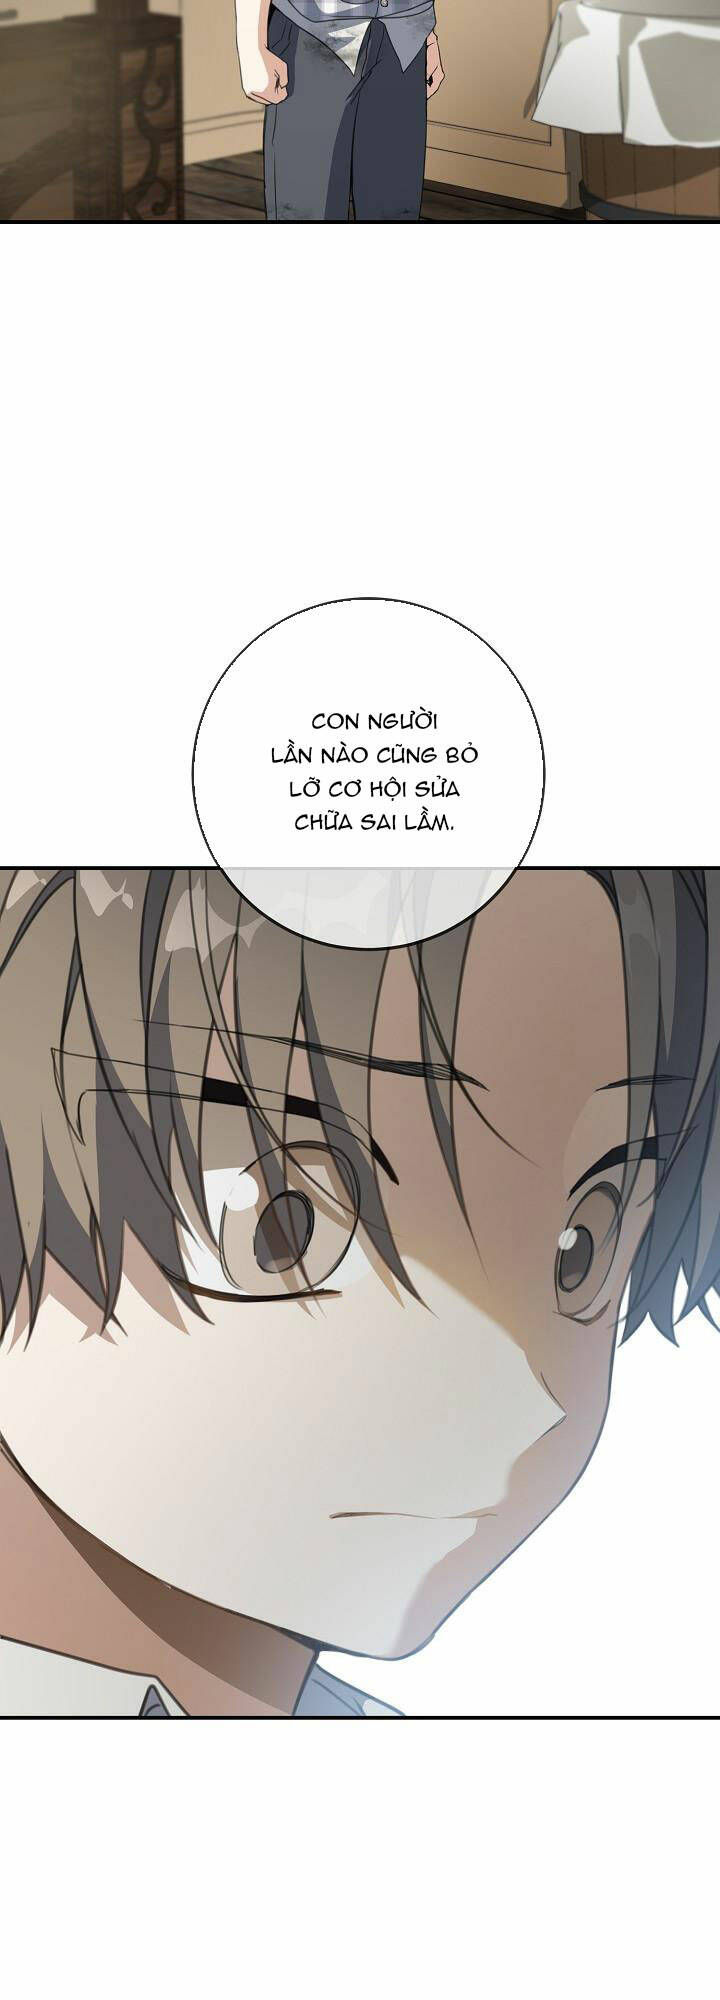 CON NGƯỜI
LẦN NÀO CŨNG BỎ
LỠ CƠ HỘI SỬA
CHỮA SAI LẦM.